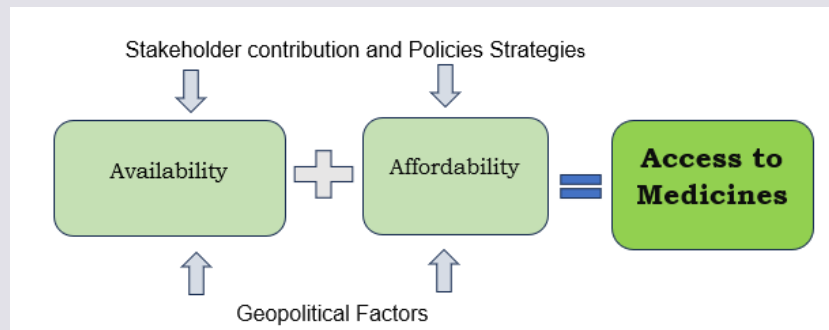 Stakeholder contribution and Policies Strategies
Availability
Affordability
Access to
Medicines
Geopolitical Factors